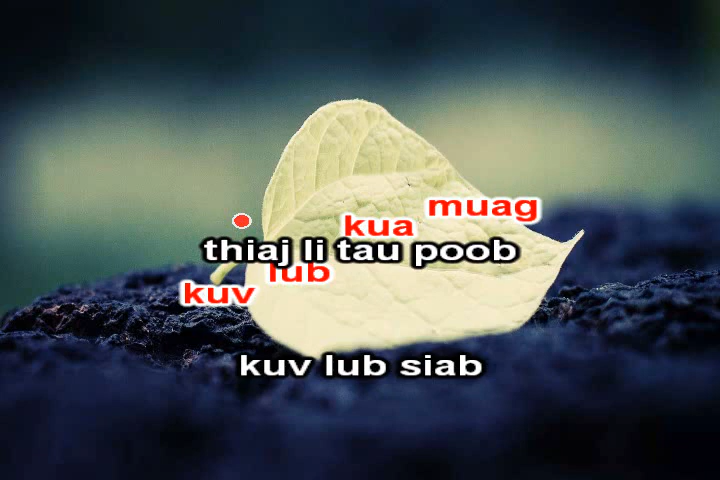 kuv lub kua muag
thiaj li tau poob
kuv lub siab